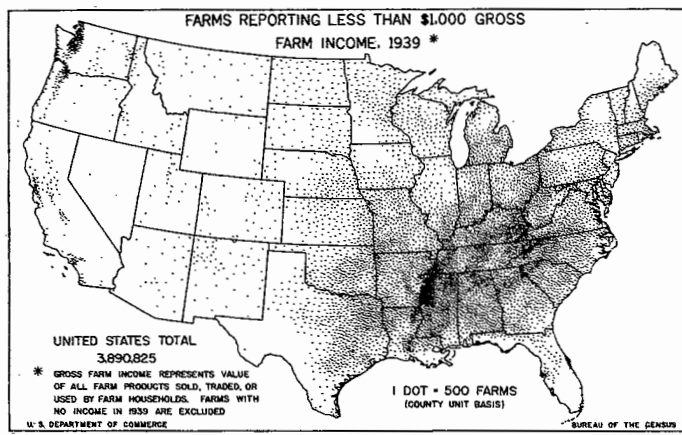 FARMS REPORTING LESS THAN $1,000 GROSS
FARM INCOME, 1939 *
UNITED STATES TOTAL
3,890,825
* GROSS FARM INCOME REPRESENTS VALUE
OF ALL FARM PRODUCTS SOLD, TRADED, OR
USED BY FARM HOUSEHOLDS. FARMS WITH
NO INCOME IN 1939 ARE EXCLUDED
U. S. DEPARTMENT OF COMMERCE
1 DOT = 500 FARMS
(COUNTY UNIT BASIS)
BUREAU OF THE CENSUS